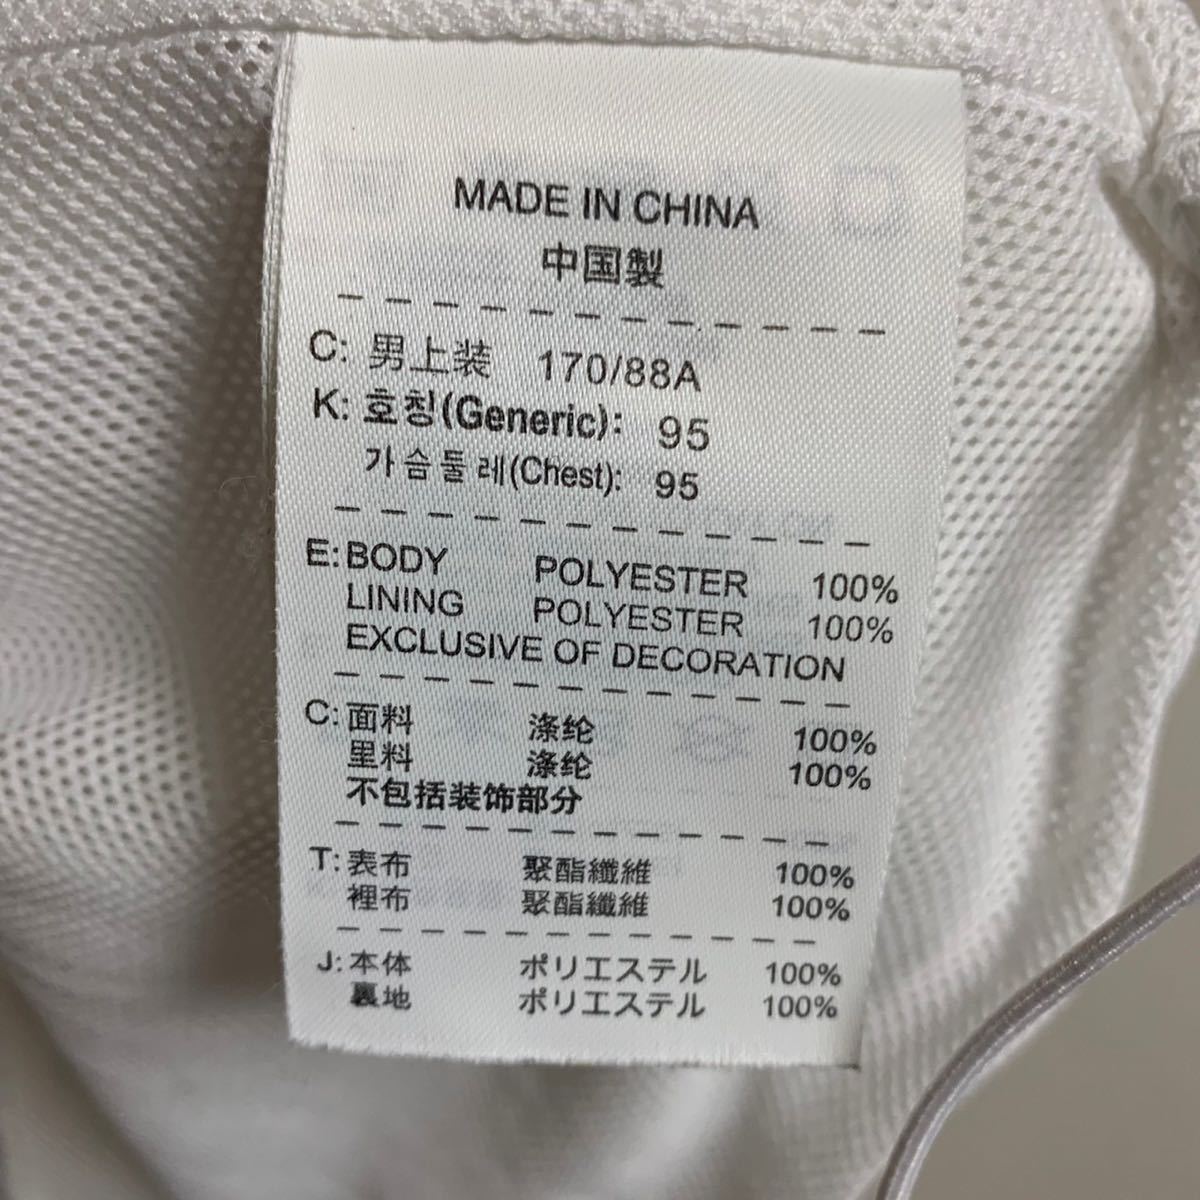 MADE IN CHINA
中国製
C: 男上装 170/88A
K: 호칭(Generic): 95
가슴둘레(Chest): 95
E: BODY POLYESTER 100%
LINING POLYESTER 100%
EXCLUSIVE OF DECORATION
C: 面料 涤纶 100%
里料 涤纶 100%
不包括装饰部分
T: 表布 聚酯纖維 100%
裡布 聚酯纖維 100%
J: 本体 ポリエステル 100%
裏地 ポリエステル 100%